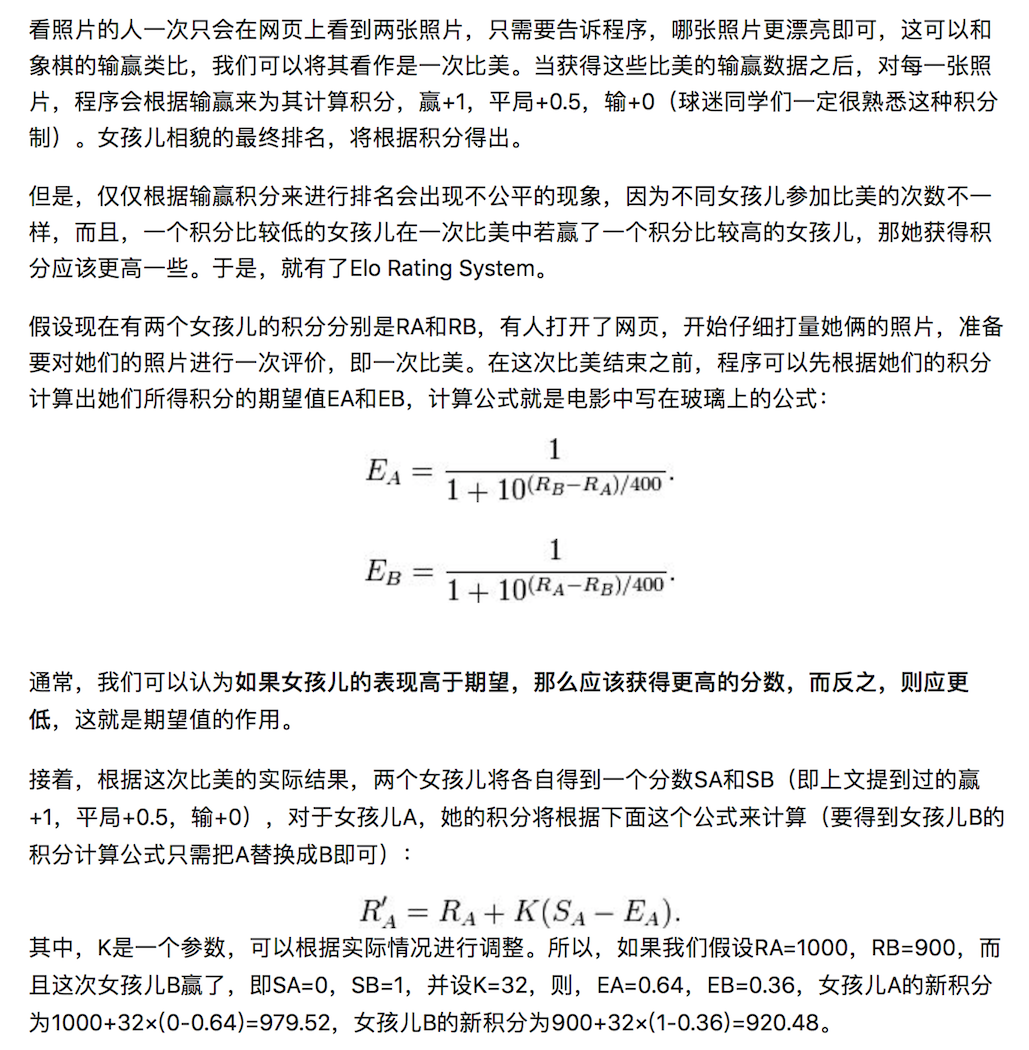 看照片的人一次只会在网页上看到两张照片，只需要告诉程序，哪张照片更漂亮即可，这可以和
象棋的输赢类比，我们可以将其看作是一次比美。当获得这些比美的输赢数据之后，对每一张照
片，程序会根据输赢来为其计算积分，赢+1，平局+0.5，输+0（球迷同学们一定很熟悉这种积分
制）。女孩儿相貌的最终排名，将根据积分得出。
但是，仅仅根据输赢积分来进行排名会出现不公平的现象，因为不同女孩儿参加比美的次数不一
样，而且，一个积分比较低的女孩儿在一次比美中若赢了一个积分比较高的女孩儿，那她获得积
分应该更高一些。于是，就有了Elo Rating System。
假设现在有两个女孩儿的积分分别是RA和RB，有人打开了网页，开始仔细打量她俩的照片，准备
要对她们的照片进行一次评价，即一次比美。在这次比美结束之前，程序可以先根据她们的积分
计算出她们所得积分的期望值EA和EB，计算公式就是电影中写在玻璃上的公式：
E_A = 1 / (1 + 10^{(R_B−R_A)/400}).
E_B = 1 / (1 + 10^{(R_A−R_B)/400}).
通常，我们可以认为如果女孩儿的表现高于期望，那么应该获得更高的分数，而反之，则应更
低，这就是期望值的作用。
接着，根据这次比美的实际结果，两个女孩儿将各自得到一个分数SA和SB（即上文提到过的赢
+1，平局+0.5，输+0），对于女孩儿A，她的积分将根据下面这个公式来计算（要得到女孩儿B的
积分计算公式只需把A替换成B即可）：
R'_A = R_A + K(S_A − E_A).
其中，K是一个参数，可以根据实际情况进行调整。所以，如果我们假设RA=1000，RB=900，而
且这次女孩儿B赢了，即SA=0，SB=1，并设K=32，则，EA=0.64，EB=0.36，女孩儿A的新积分
为1000+32×(0-0.64)=979.52，女孩儿B的新积分为900+32×(1-0.36)=920.48。